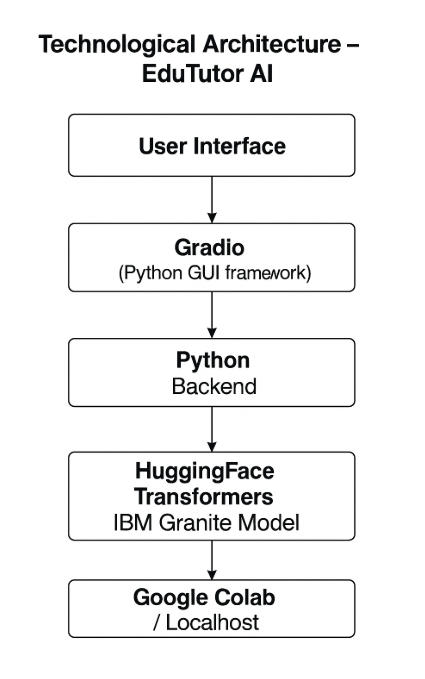 Technological Architecture –
EduTutor AI
User Interface
Gradio
(Python GUI framework)
Python
Backend
HuggingFace
Transformers
IBM Granite Model
Google Colab
/ Localhost